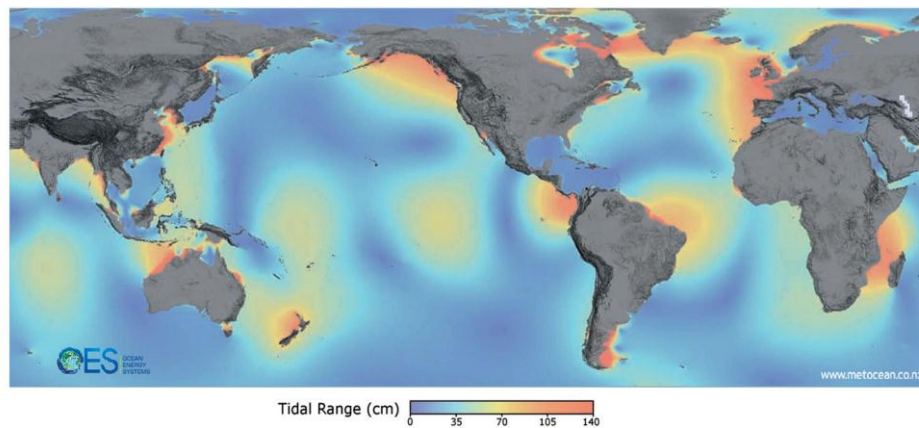 OES OCEAN
ENERGY
SYSTEMS
www.metocean.co.nz
Tidal Range (cm)
0 35 70 105 140